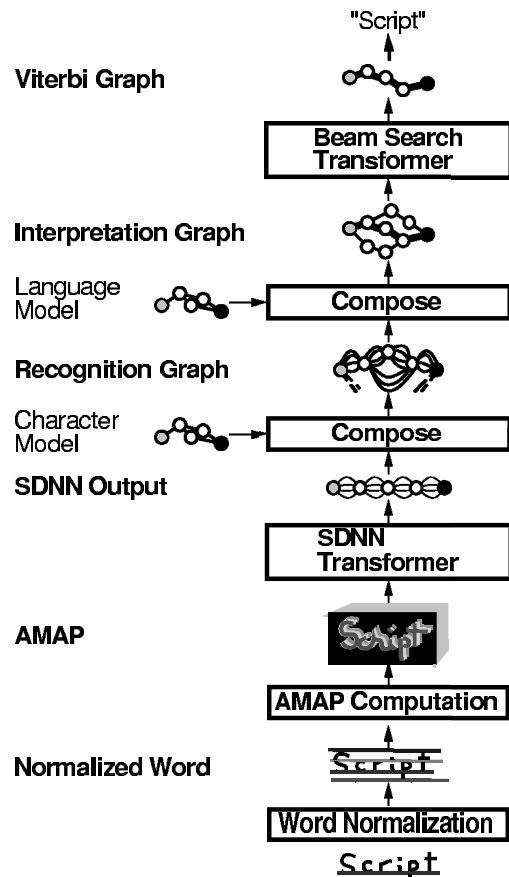 "Script"
Viterbi Graph
Beam Search
Transformer
Interpretation Graph
Language
Model
Compose
Recognition Graph
Character
Model
Compose
SDNN Output
SDNN
Transformer
AMAP
Script
AMAP Computation
Normalized Word
Script
Word Normalization
Script